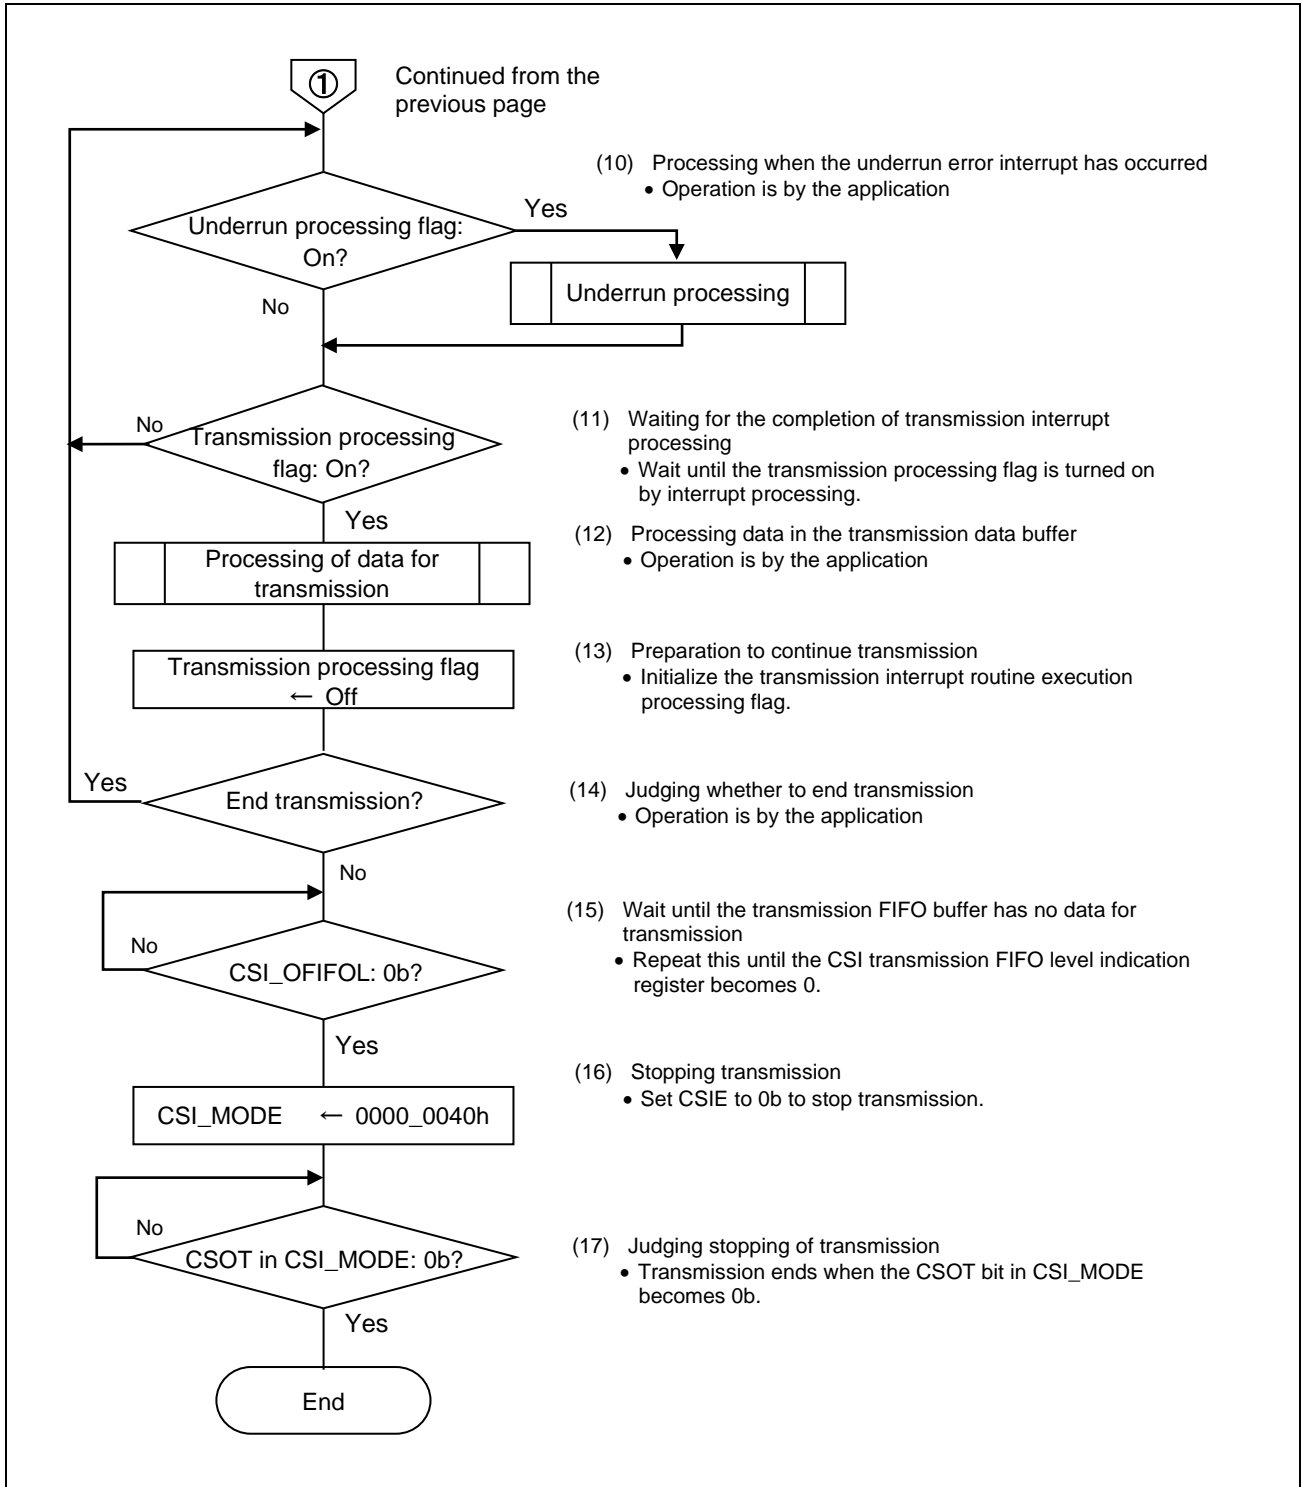 ①
Continued from the
previous page
(10) Processing when the underrun error interrupt has occurred
• Operation is by the application
Yes
Underrun processing flag:
On?
Underrun processing
No
No
Transmission processing
flag: On?
(11) Waiting for the completion of transmission interrupt
processing
• Wait until the transmission processing flag is turned on
by interrupt processing.
Yes
(12) Processing data in the transmission data buffer
• Operation is by the application
Processing of data for
transmission
(13) Preparation to continue transmission
• Initialize the transmission interrupt routine execution
processing flag.
Transmission processing flag
← Off
Yes
End transmission?
(14) Judging whether to end transmission
• Operation is by the application
No
(15) Wait until the transmission FIFO buffer has no data for
transmission
• Repeat this until the CSI transmission FIFO level indication
register becomes 0.
No
CSI_OFIFOL: 0b?
Yes
(16) Stopping transmission
• Set CSIE to 0b to stop transmission.
CSI_MODE ← 0000_0040h
No
CSOT in CSI_MODE: 0b?
(17) Judging stopping of transmission
• Transmission ends when the CSOT bit in CSI_MODE
becomes 0b.
Yes
End